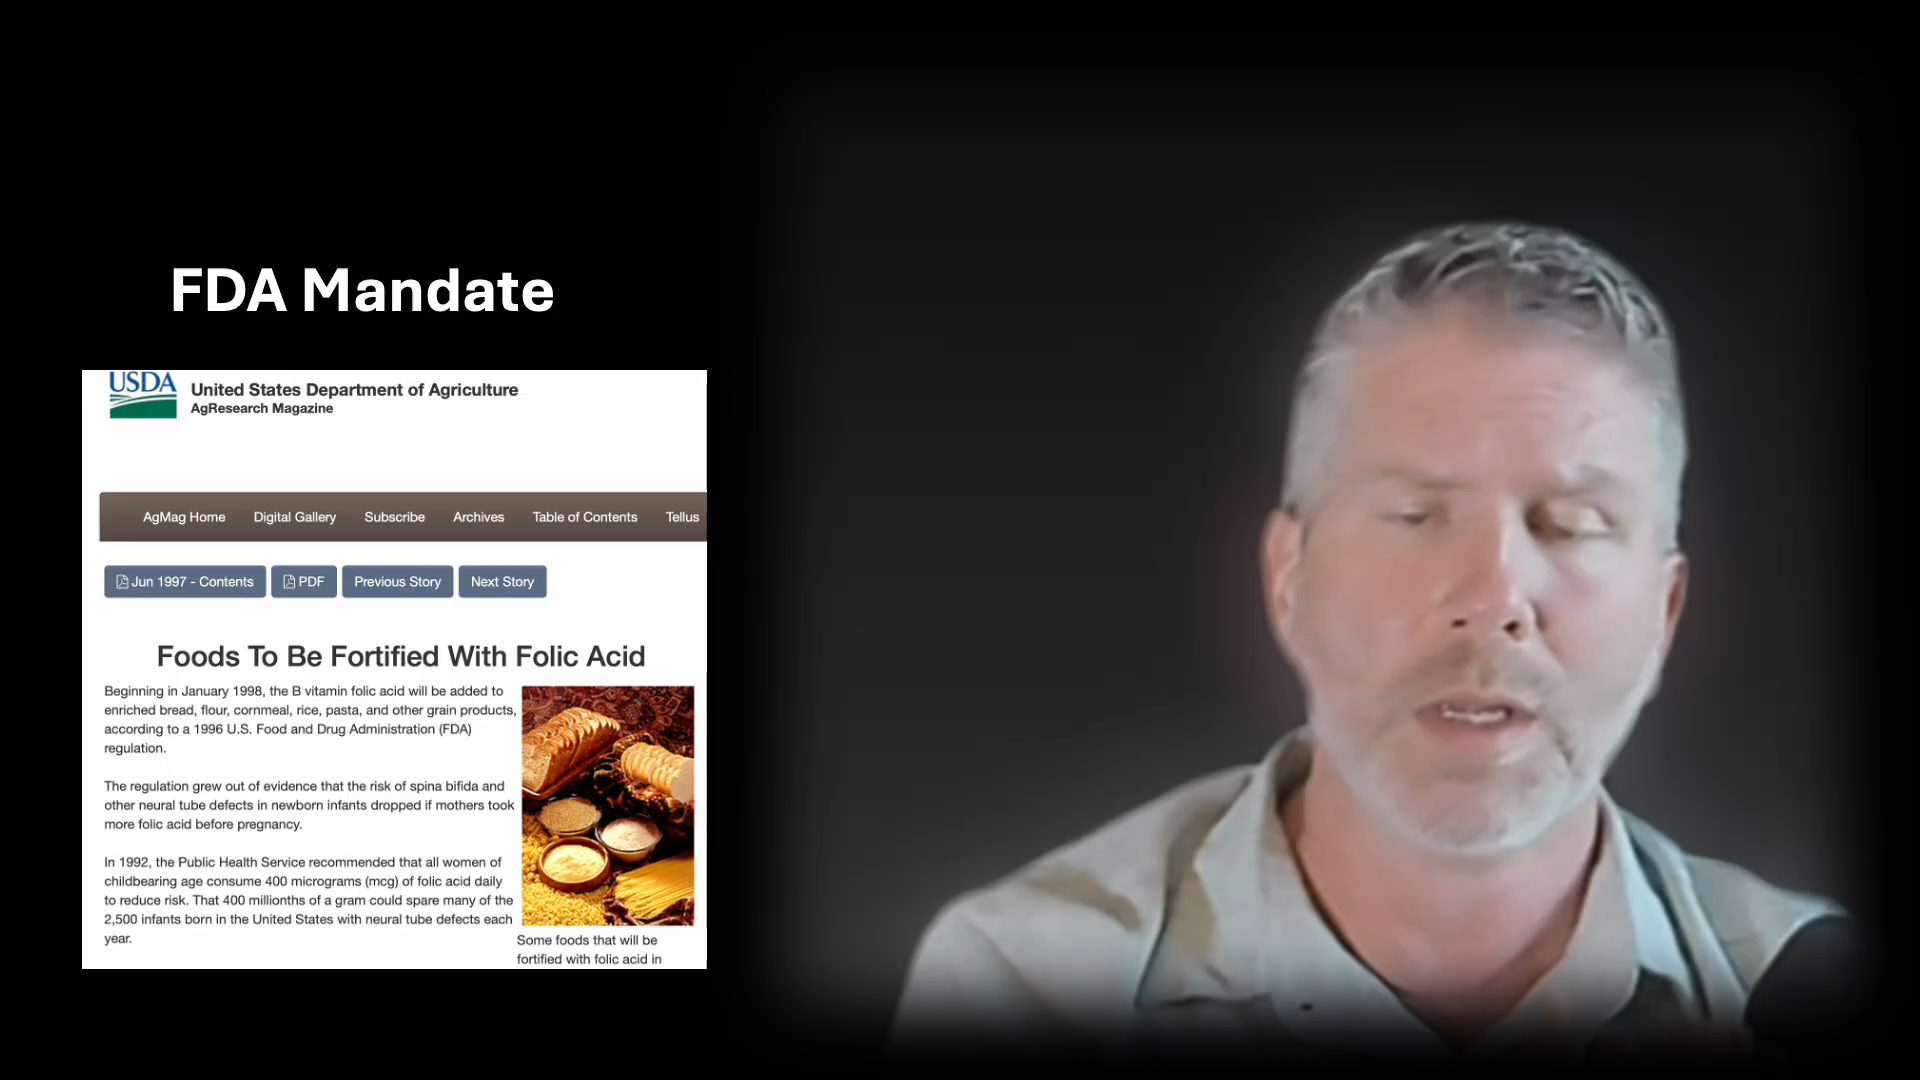 FDA Mandate
USDA
United States Department of Agriculture
AgResearch Magazine
AgMag Home Digital Gallery Subscribe Archives Table of Contents Tellus
Jun 1997 - Contents PDF Previous Story Next Story
Foods To Be Fortified With Folic Acid
Beginning in January 1998, the B vitamin folic acid will be added to
enriched bread, flour, cornmeal, rice, pasta, and other grain products,
according to a 1996 U.S. Food and Drug Administration (FDA)
regulation.
The regulation grew out of evidence that the risk of spina bifida and
other neural tube defects in newborn infants dropped if mothers took
more folic acid before pregnancy.
In 1992, the Public Health Service recommended that all women of
childbearing age consume 400 micrograms (mcg) of folic acid daily
to reduce risk. That 400 millionths of a gram could spare many of the
2,500 infants born in the United States with neural tube defects each
year.
Some foods that will be
fortified with folic acid in